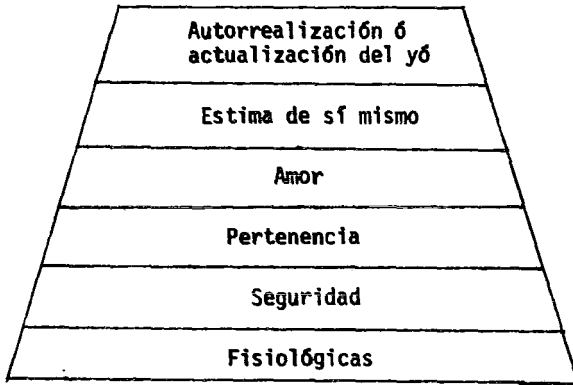 Autorrealización ó
actualización del yó
Estima de sí mismo
Amor
Pertenencia
Seguridad
Fisiológicas